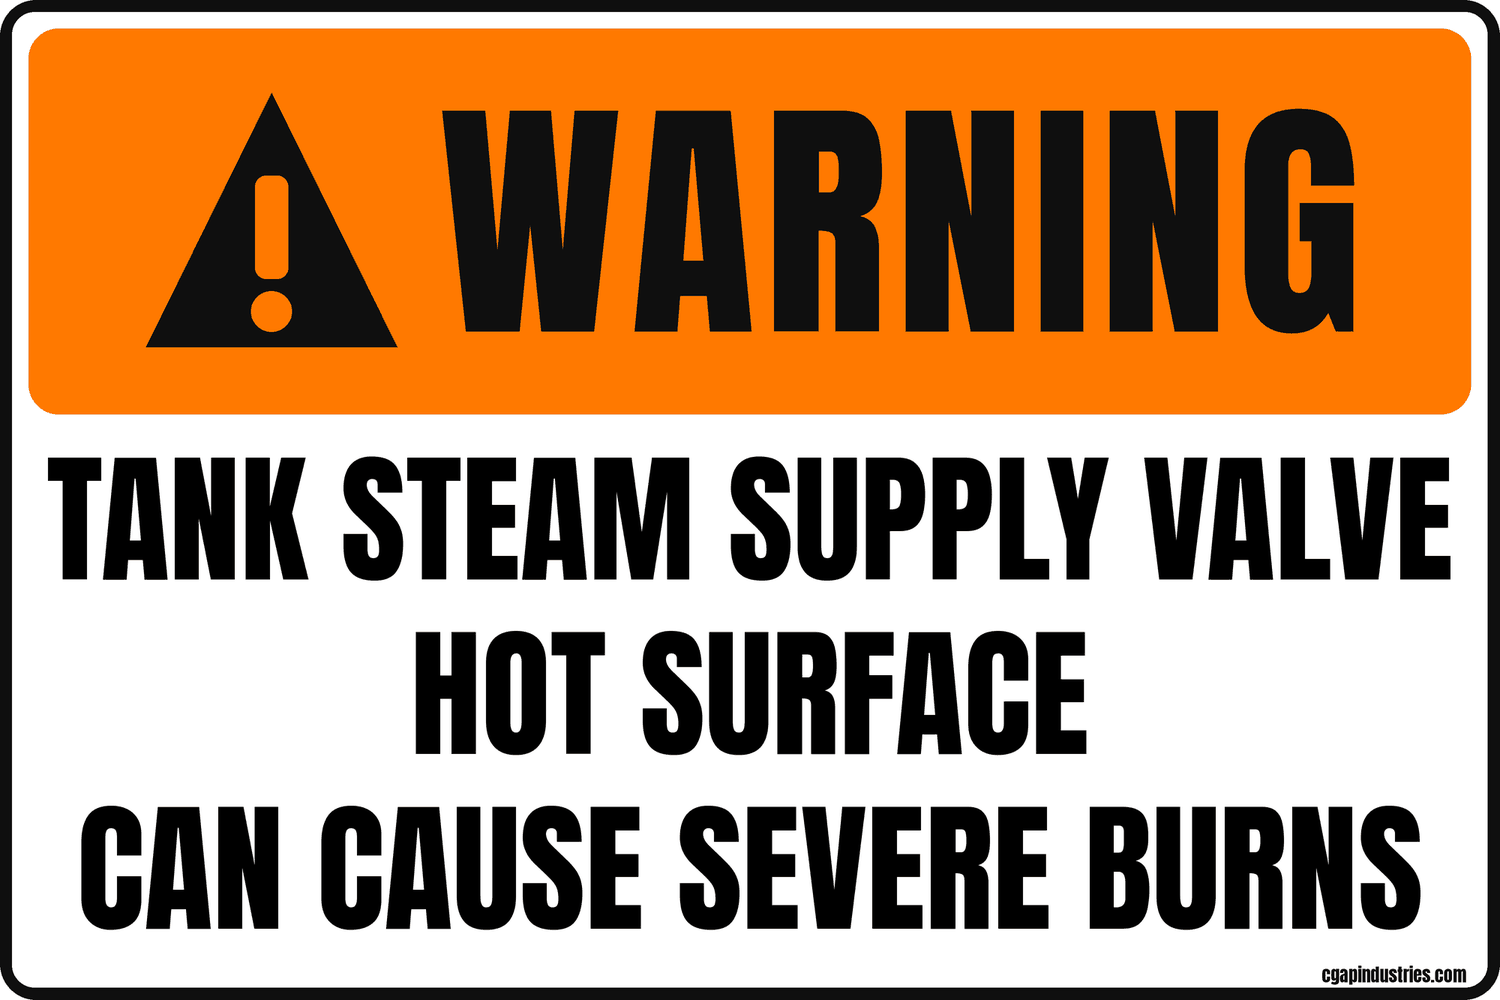 WARNING
TANK STEAM SUPPLY VALVE
HOT SURFACE
CAN CAUSE SEVERE BURNS
cgapindustries.com